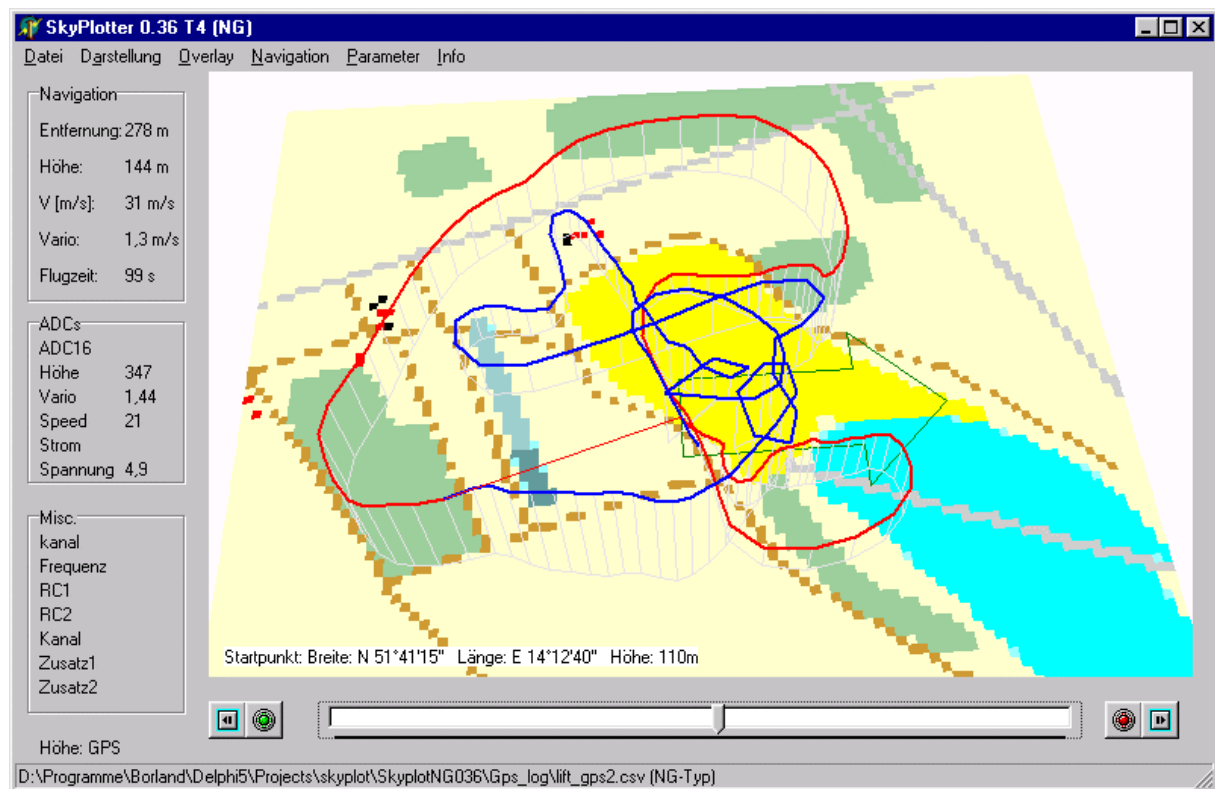 SkyPlotter 0.36 T4 (NG)
Datei Darstellung Overlay Navigation Parameter Info
Navigation
Entfernung: 278 m
Höhe: 144 m
V [m/s]: 31 m/s
Vario: 1,3 m/s
Flugzeit: 99 s
ADCs
ADC16
Höhe 347
Vario 1,44
Speed 21
Strom
Spannung 4,9
Misc.
kanal
Frequenz
RC1
RC2
Kanal
Zusatz1
Zusatz2
Höhe: GPS
Startpunkt: Breite: N 51°41'15" Länge: E 14°12'40" Höhe: 110m
D:\Programme\Borland\Delphi5\Projects\skyplot\SkyplotNG036\Gps_log\lift_gps2.csv (NG-Typ)